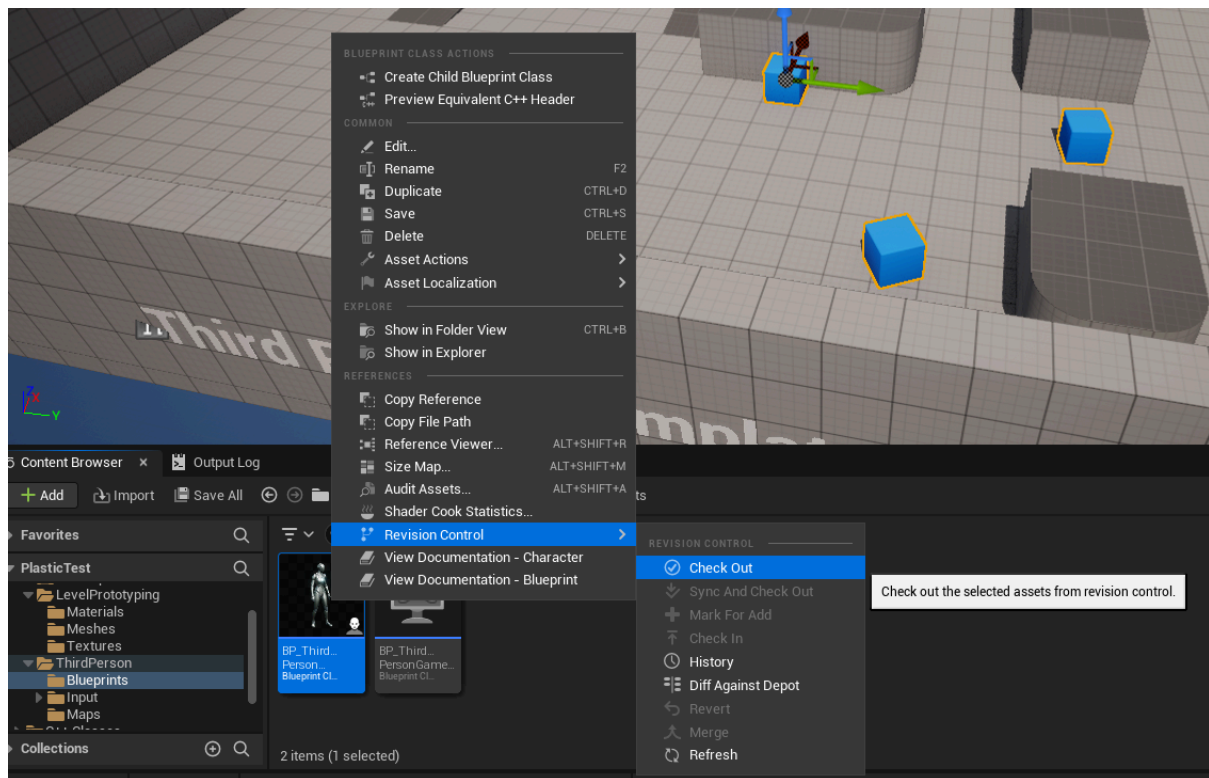 BLUEPRINT CLASS ACTIONS
Create Child Blueprint Class
Preview Equivalent C++ Header
COMMON
Edit...
Rename F2
Duplicate CTRL+D
Save CTRL+S
Delete DELETE
Asset Actions
Asset Localization
EXPLORE
Show in Folder View CTRL+B
Show in Explorer
REFERENCES
Copy Reference
Copy File Path
Reference Viewer... ALT+SHIFT+R
Size Map... ALT+SHIFT+M
Audit Assets... ALT+SHIFT+A
Shader Cook Statistics...
Revision Control
View Documentation - Character
View Documentation - Blueprint
REVISION CONTROL
Check Out
Sync And Check Out
Mark For Add
Check In
History
Diff Against Depot
Revert
Merge
Refresh
Check out the selected assets from revision control.
Third
Z
X
Y
Content Browser
Output Log
Add Import Save All
Favorites
PlasticTest
LevelPrototyping
Materials
Meshes
Textures
ThirdPerson
Blueprints
Input
Maps
Collections
BP_Third...
Person...
Blueprint Cl...
BP_Third...
PersonGame...
Blueprint Cl...
2 items (1 selected)